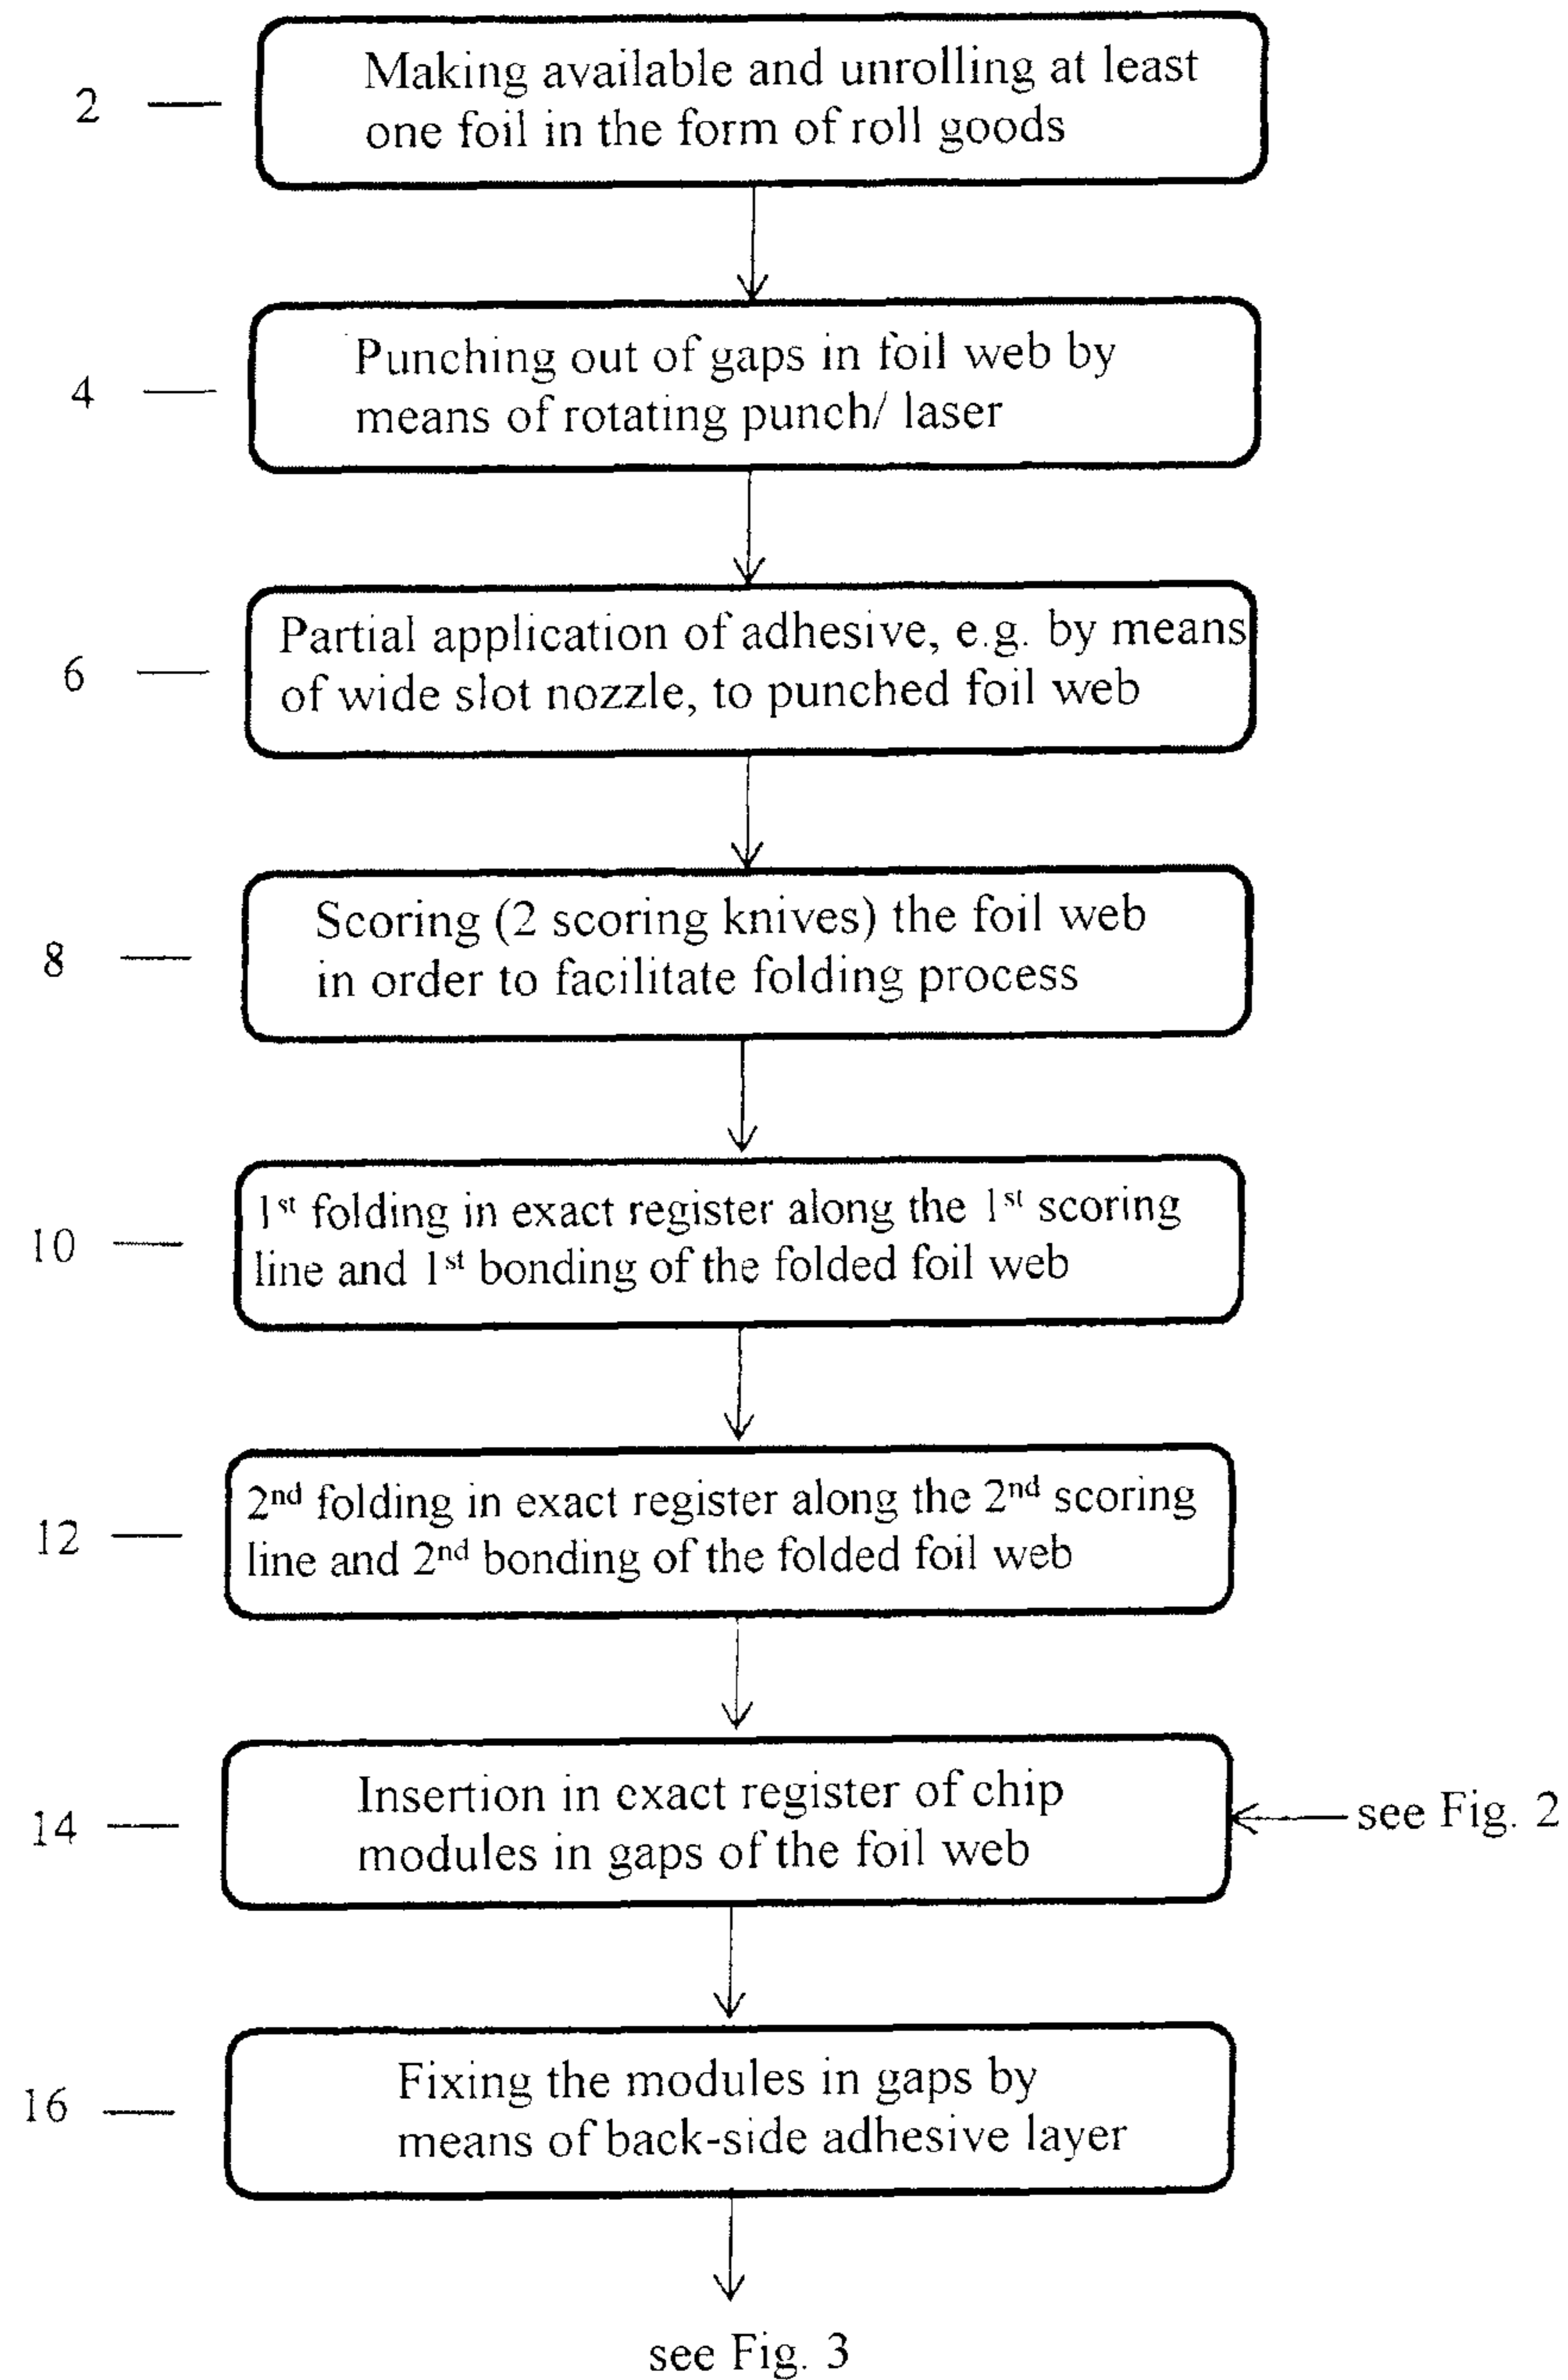 Making available and unrolling at least
2 one foil in the form of roll goods
Punching out of gaps in foil web by
4 means of rotating punch/ laser
Partial application of adhesive, e.g. by means
6 of wide slot nozzle, to punched foil web
Scoring (2 scoring knives) the foil web
8 in order to facilitate folding process
1st folding in exact register along the 1st scoring
10 line and 1st bonding of the folded foil web
2nd folding in exact register along the 2nd scoring
12 line and 2nd bonding of the folded foil web
Insertion in exact register of chip
14 modules in gaps of the foil web
see Fig. 2
Fixing the modules in gaps by
16 means of back-side adhesive layer
see Fig. 3